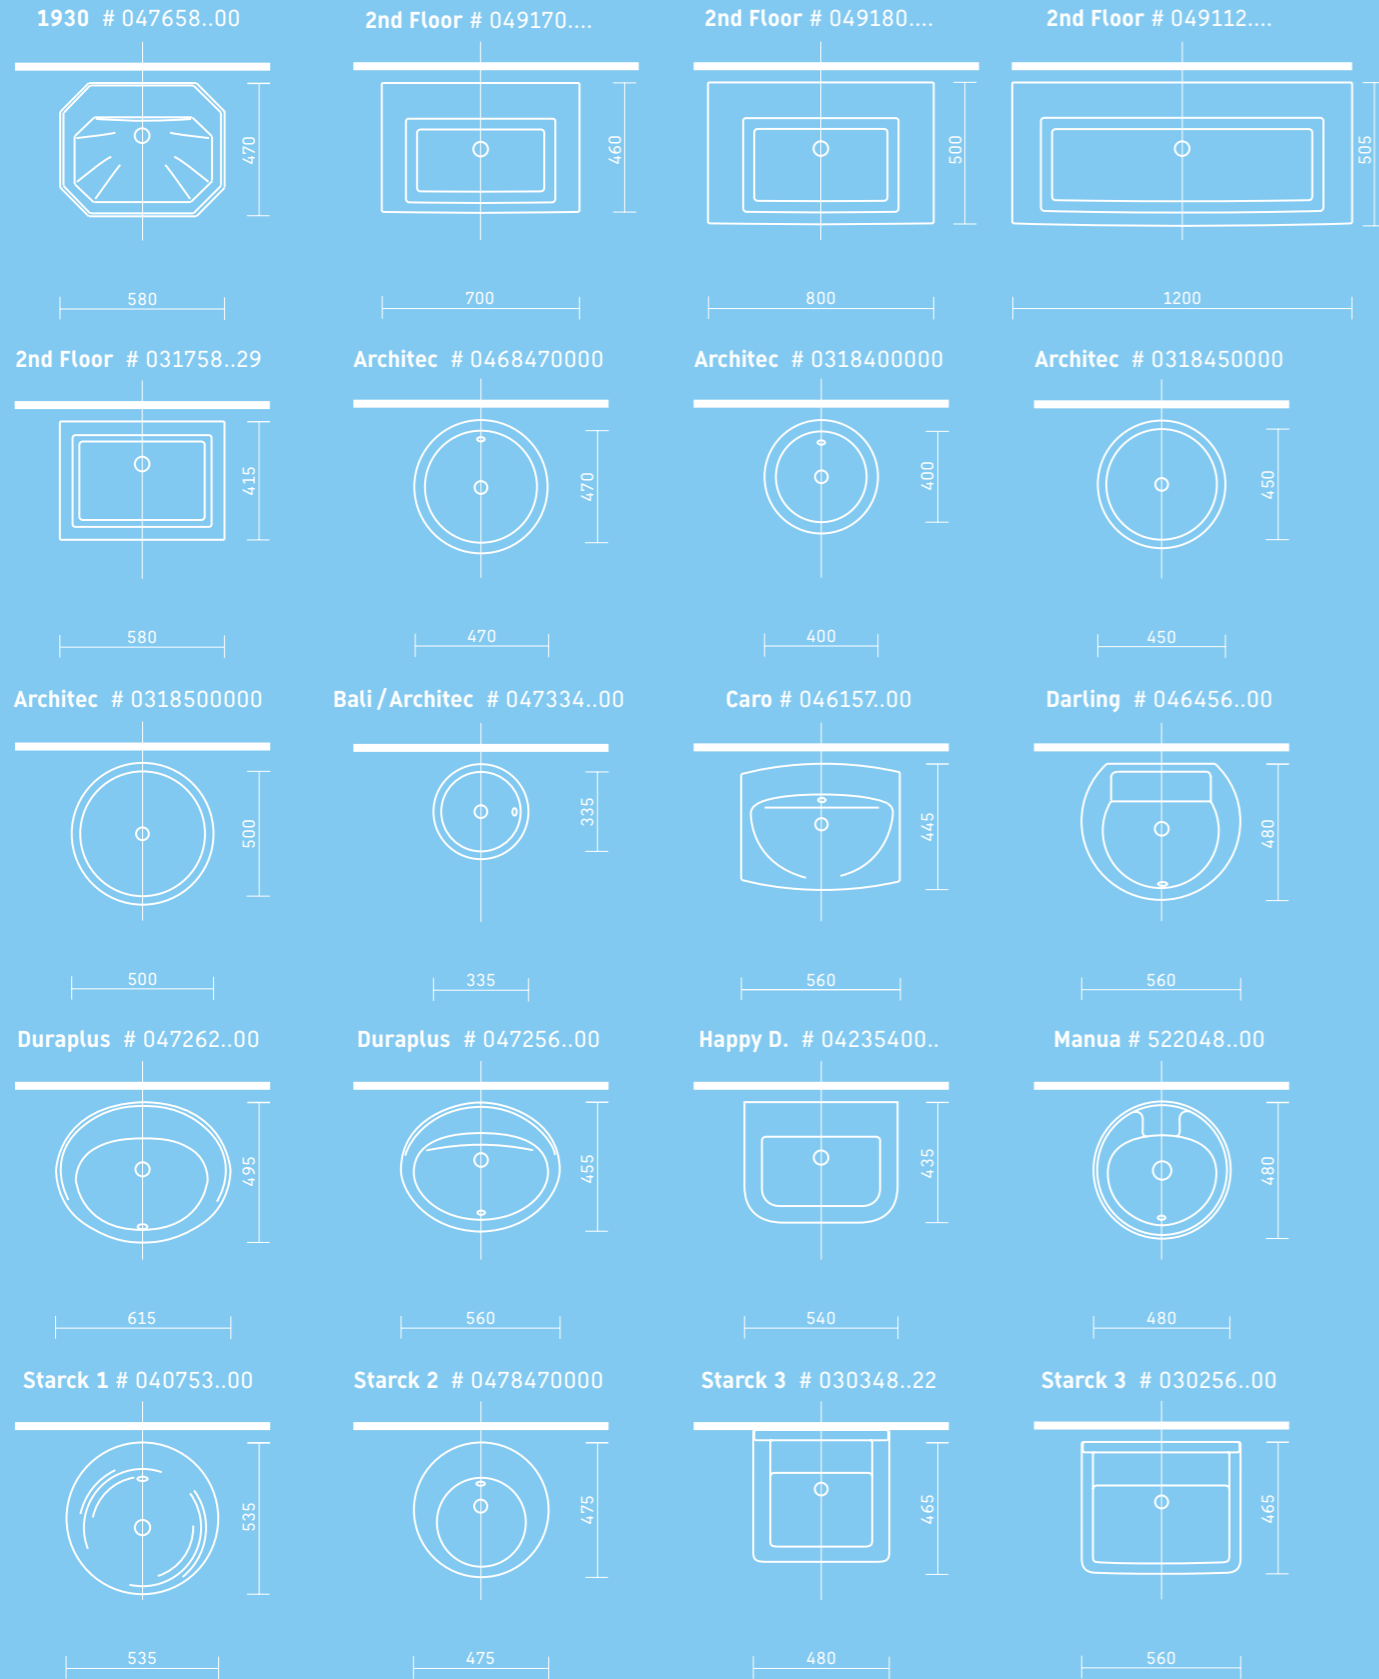 1930 # 047658..00
2nd Floor # 049170....
2nd Floor # 049180....
2nd Floor # 049112....
470
460
500
505
580
700
800
1200
2nd Floor # 031758..29
Architec # 0468470000
Architec # 0318400000
Architec # 0318450000
415
470
400
450
580
470
400
450
Architec # 0318500000
Bali / Architec # 047334..00
Caro # 046157..00
Darling # 046456..00
500
335
445
480
500
335
560
560
Duraplus # 047262..00
Duraplus # 047256..00
Happy D. # 04235400..
Manua # 522048..00
495
455
435
480
615
560
540
480
Starck 1 # 040753..00
Starck 2 # 0478470000
Starck 3 # 030348..22
Starck 3 # 030256..00
535
475
465
465
535
475
480
560